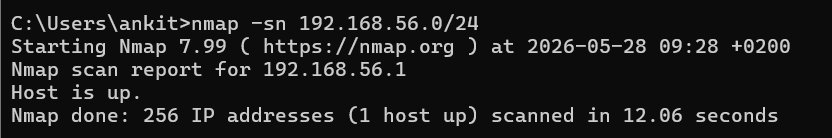 C:\Users\ankit>nmap -sn 192.168.56.0/24
Starting Nmap 7.99 ( https://nmap.org ) at 2026-05-28 09:28 +0200
Nmap scan report for 192.168.56.1
Host is up.
Nmap done: 256 IP addresses (1 host up) scanned in 12.06 seconds